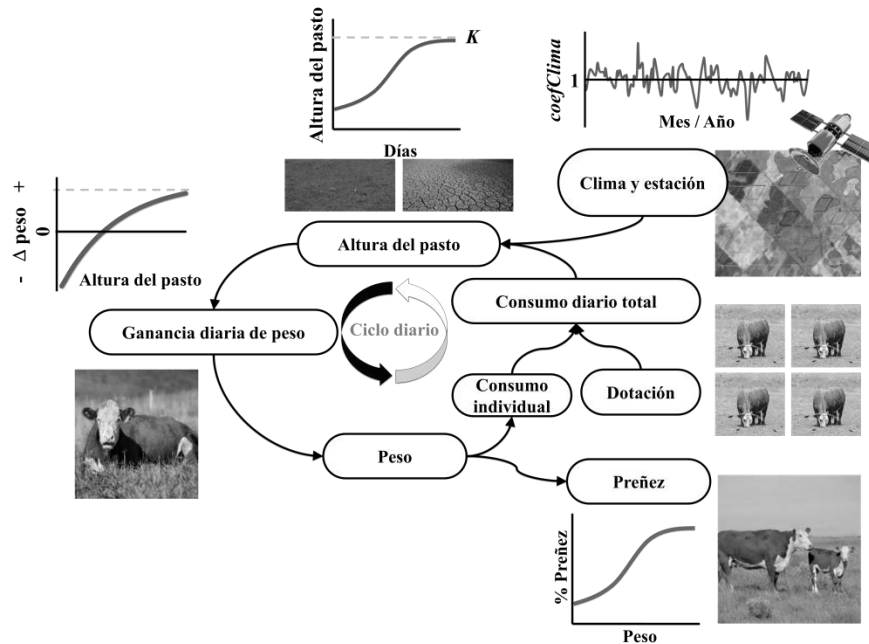 Altura del pasto
K
Días
coefClima
1
Mes / Año
- Δ peso +
0
Altura del pasto
Clima y estación
Altura del pasto
Consumo diario total
Ganancia diaria de peso
Ciclo diario
Consumo
individual
Dotación
Peso
Preñez
% Preñez
Peso